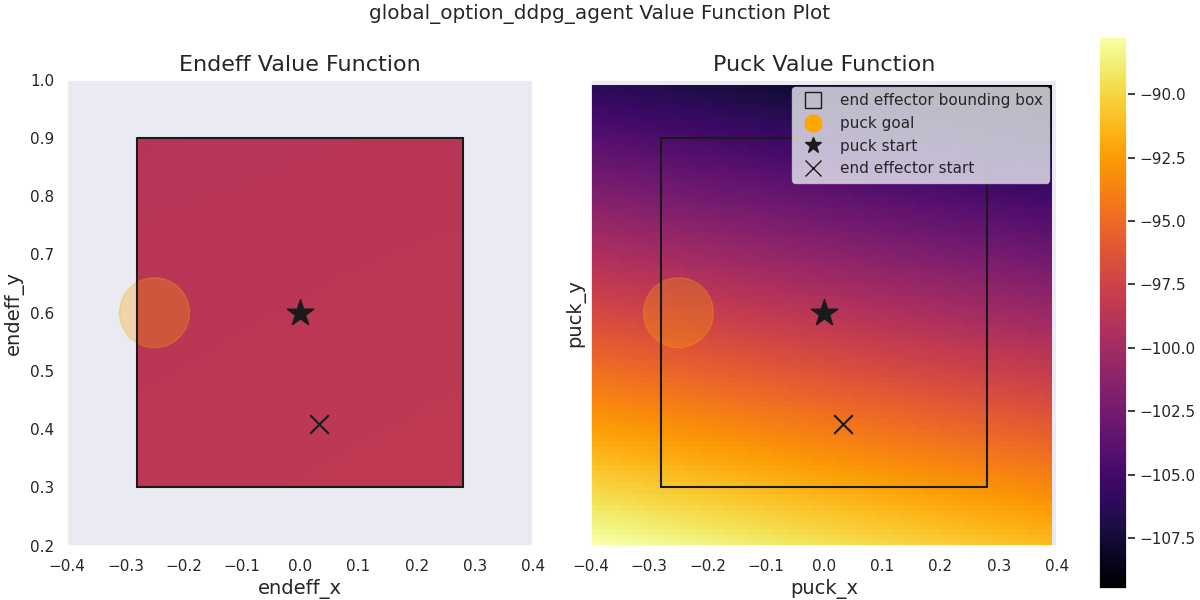 global_option_ddpg_agent Value Function Plot
Endeff Value Function
1.0
0.9
0.8
0.7
0.6
0.5
0.4
0.3
0.2
endeff_y
−0.4 −0.3 −0.2 −0.1 0.0 0.1 0.2 0.3 0.4
endeff_x
Puck Value Function
end effector bounding box
puck goal
puck start
end effector start
puck_y
−0.4 −0.3 −0.2 −0.1 0.0 0.1 0.2 0.3 0.4
puck_x
−90.0
−92.5
−95.0
−97.5
−100.0
−102.5
−105.0
−107.5